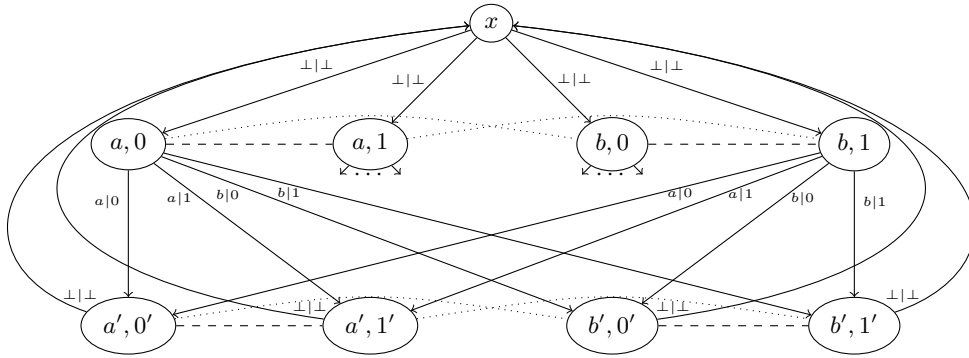 x
⊥|⊥ ⊥|⊥ ⊥|⊥ ⊥|⊥
a, 0 a, 1 b, 0 b, 1
... ...
a|0 a|1 b|0 b|1 a|0 a|1 b|0 b|1
⊥|⊥ ⊥|⊥ ⊥|⊥ ⊥|⊥
a′, 0′ a′, 1′ b′, 0′ b′, 1′